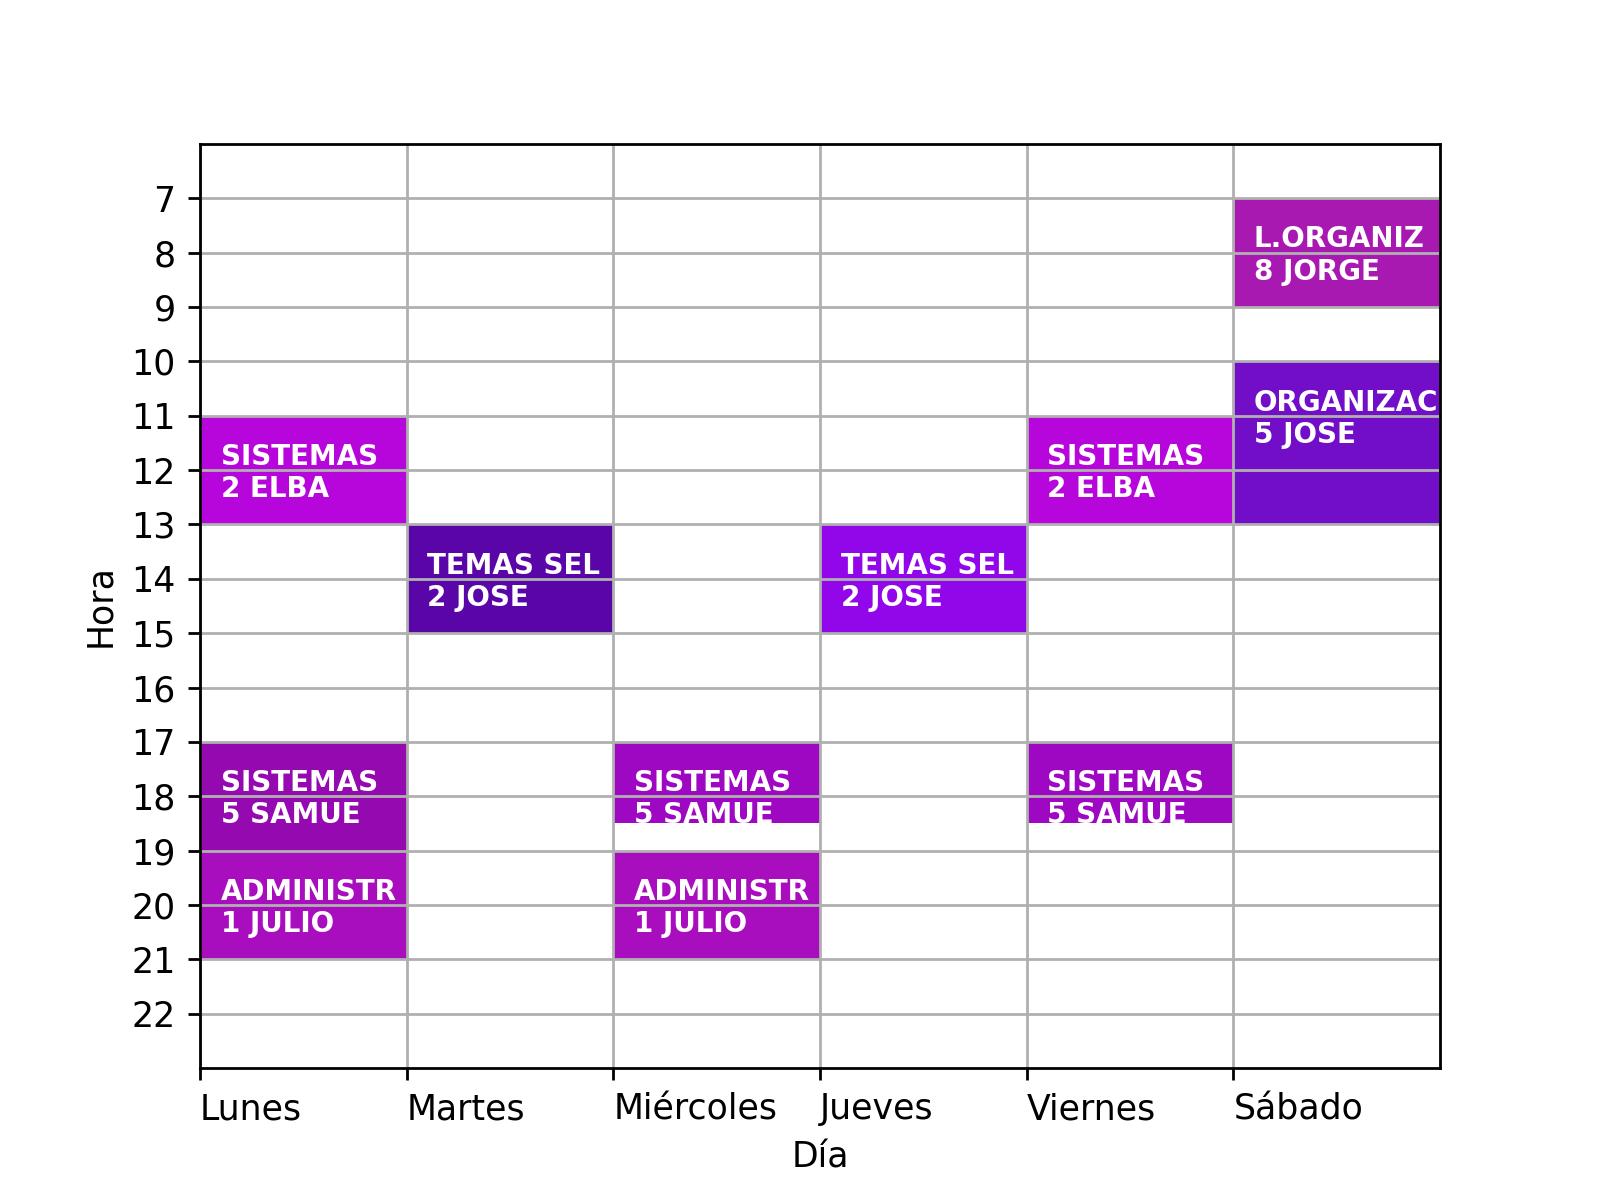 7
L.ORGANIZ
8
8 JORGE
9
10
ORGANIZAC
11
5 JOSE
SISTEMAS
SISTEMAS
12
2 ELBA
2 ELBA
13
TEMAS SEL
TEMAS SEL
14
2 JOSE
2 JOSE
Hora
15
16
17
SISTEMAS
SISTEMAS
SISTEMAS
18
5 SAMUE
5 SAMUE
5 SAMUE
19
ADMINISTR
ADMINISTR
20
1 JULIO
1 JULIO
21
22
Lunes Martes Miércoles Jueves Viernes Sábado
Día